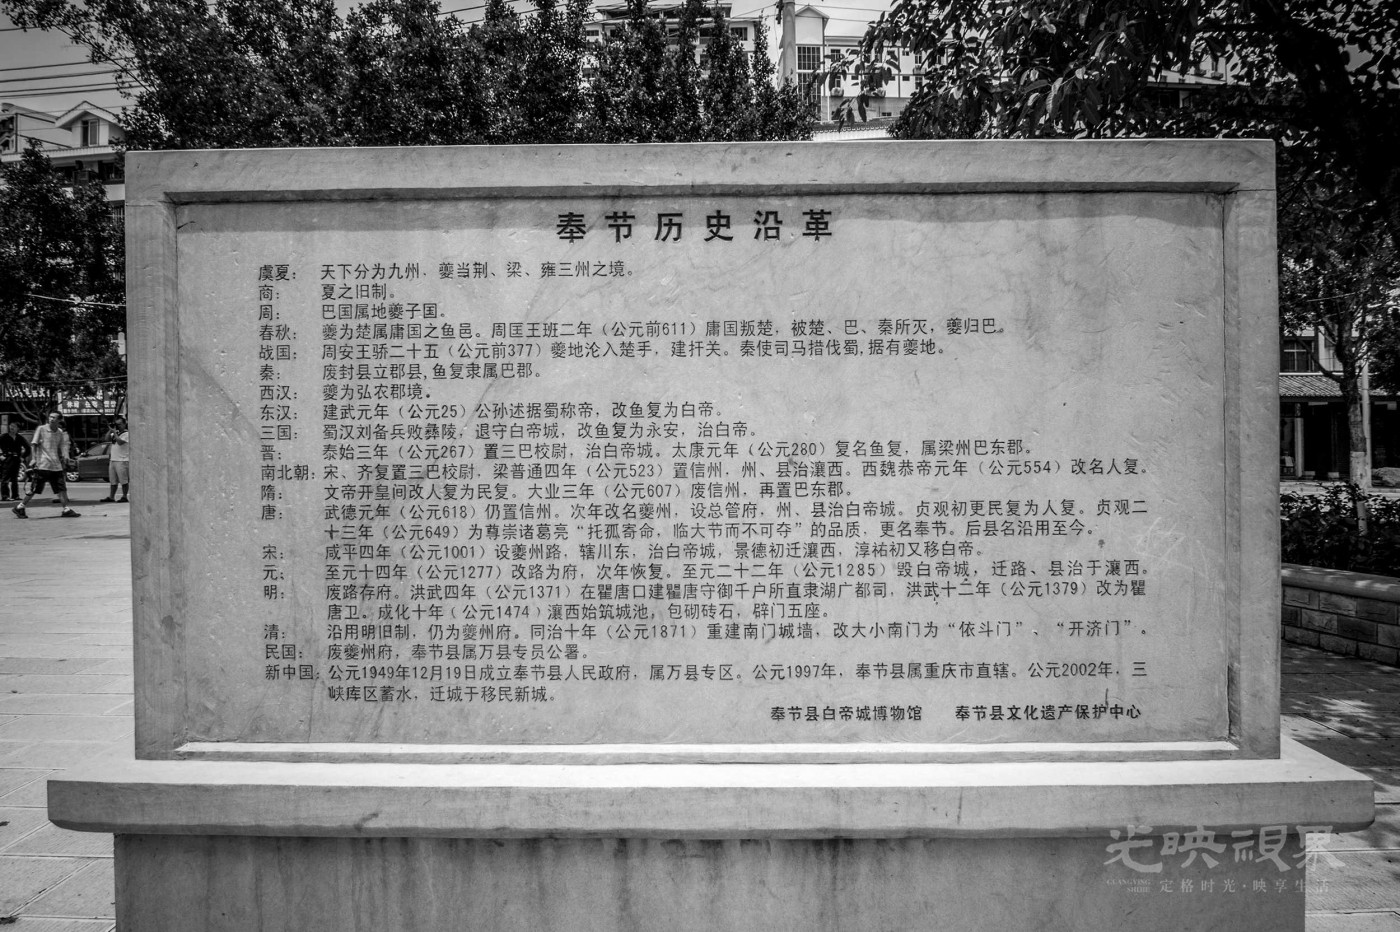 奉节历史沿革
虞夏： 天下分为九州，夔当荆、梁、雍三州之境。
商： 夏之旧制。
周： 巴国属地夔子国。
春秋： 夔为楚属庸国之鱼邑。周匡王班二年（公元前611）庸国叛楚，被楚、巴、秦所灭，夔归巴。
战国： 周安王骄二十五（公元前377）夔地沦入楚手，建扞关。秦使司马措伐蜀,据有夔地。
秦： 废封县立郡县,鱼复隶属巴郡。
西汉： 夔为弘农郡境.
东汉： 建武元年（公元25）公孙述据蜀称帝，改鱼复为白帝。
三国： 蜀汉刘备兵败彝陵，退守白帝城，改鱼复为永安，治白帝。
晋： 泰始三年（公元267）置三巴校尉，治白帝城。太康元年（公元280）复名鱼复，属梁州巴东郡。
南北朝：宋、齐复置三巴校尉，梁普通四年（公元523）置信州，州、县治瀼西。西魏恭帝元年（公元554）改名人复。
隋： 文帝开皇间改人复为民复。大业三年（公元607）废信州，再置巴东郡。
唐： 武德元年（公元618）仍置信州。次年改名夔州，设总管府，州、县治白帝城。贞观初更民复为人复。贞观二
十三年（公元649）为尊崇诸葛亮“托孤寄命，临大节而不可夺”的品质，更名奉节。后县名沿用至今。
宋： 咸平四年（公元1001）设夔州路，辖川东，治白帝城，景德初迁瀼西，淳祐初又移白帝。
元： 至元十四年（公元1277）改路为府，次年恢复。至元二十二年（公元1285）毁白帝城，迁路、县治于瀼西。
明： 废路存府。洪武四年（公元1371）在瞿唐口建瞿唐守御千户所直隶湖广都司，洪武十二年（公元1379）改为瞿
唐卫。成化十年（公元1474）瀼西始筑城池，包砌砖石，辟门五座。
清： 沿用明旧制，仍为夔州府。同治十年（公元1871）重建南门城墙，改大小南门为“依斗门”、“开济门”。
民国： 废夔州府，奉节县属万县专员公署。
新中国：公元1949年12月19日成立奉节县人民政府，属万县专区。公元1997年，奉节县属重庆市直辖。公元2002年，三
峡库区蓄水，迁城于移民新城。
奉节县白帝城博物馆 奉节县文化遗产保护中心
光映视界
GUANGYING SHIJIE 定格时光·映享生活